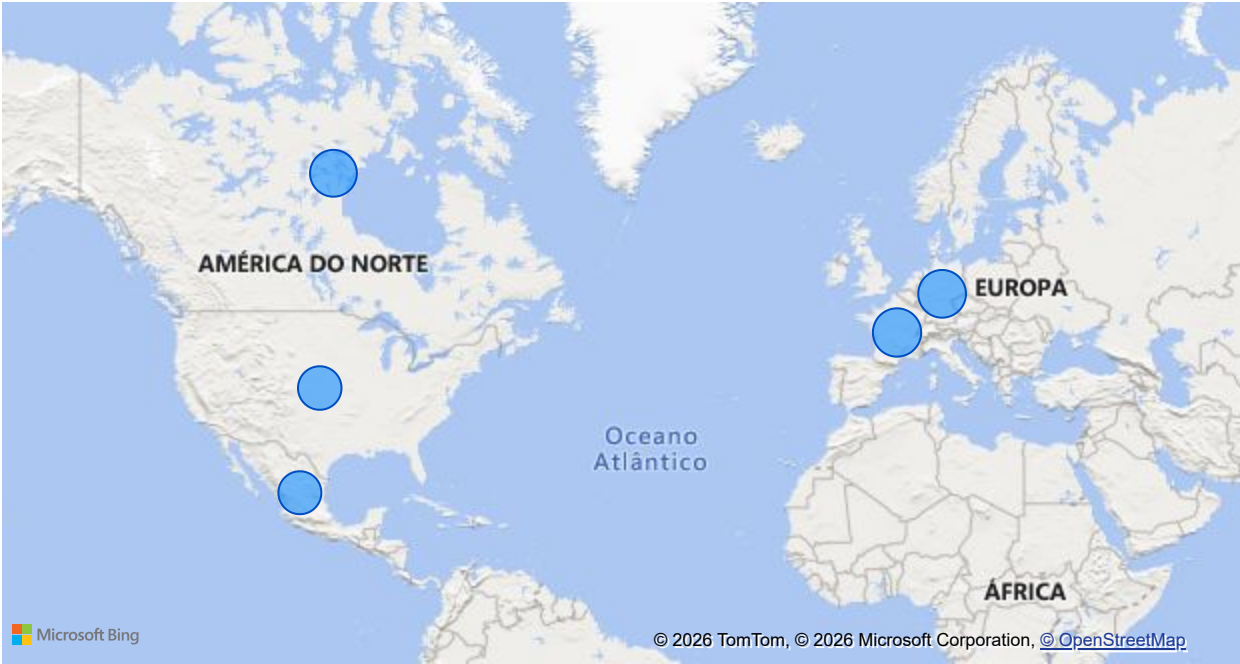 AMÉRICA DO NORTE
EUROPA
Oceano
Atlântico
ÁFRICA
Microsoft Bing
© 2026 TomTom, © 2026 Microsoft Corporation, © OpenStreetMap